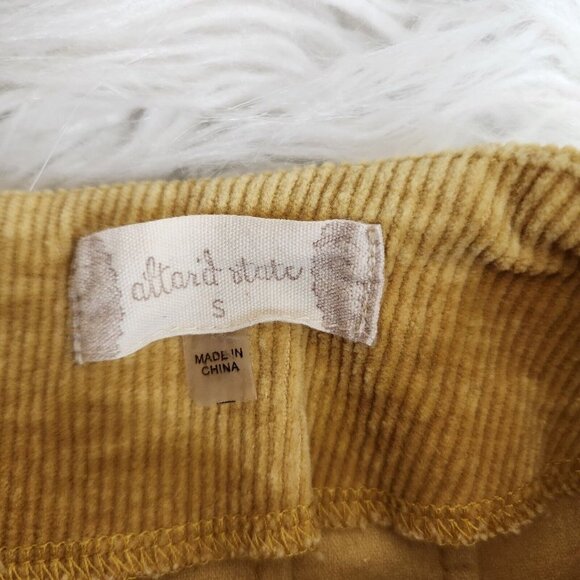 altar'd state
S
MADE IN
CHINA